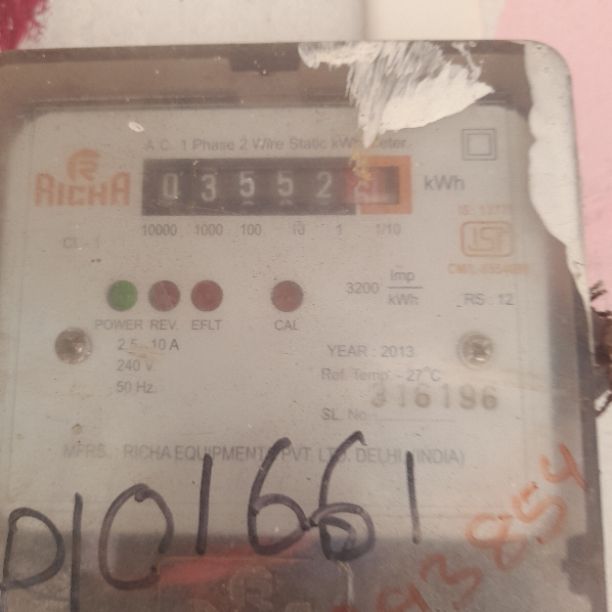 A.C. 1 Phase 2 Wire Static kWh Meter
RICHA
0 3 5 5 2
kWh
10000 1000 100 10 1 1/10
CL - 1
ISI
3200 Imp/kWh
RS : 12
POWER REV. EFLT CAL
2.5 - 10 A
240 V
50 Hz.
YEAR : 2013
Ref. Temp - 27°C
SL. No. 316196
MFRS. : RICHA EQUIPMENTS PVT. LTD. DELHI (INDIA)
P101661
93854